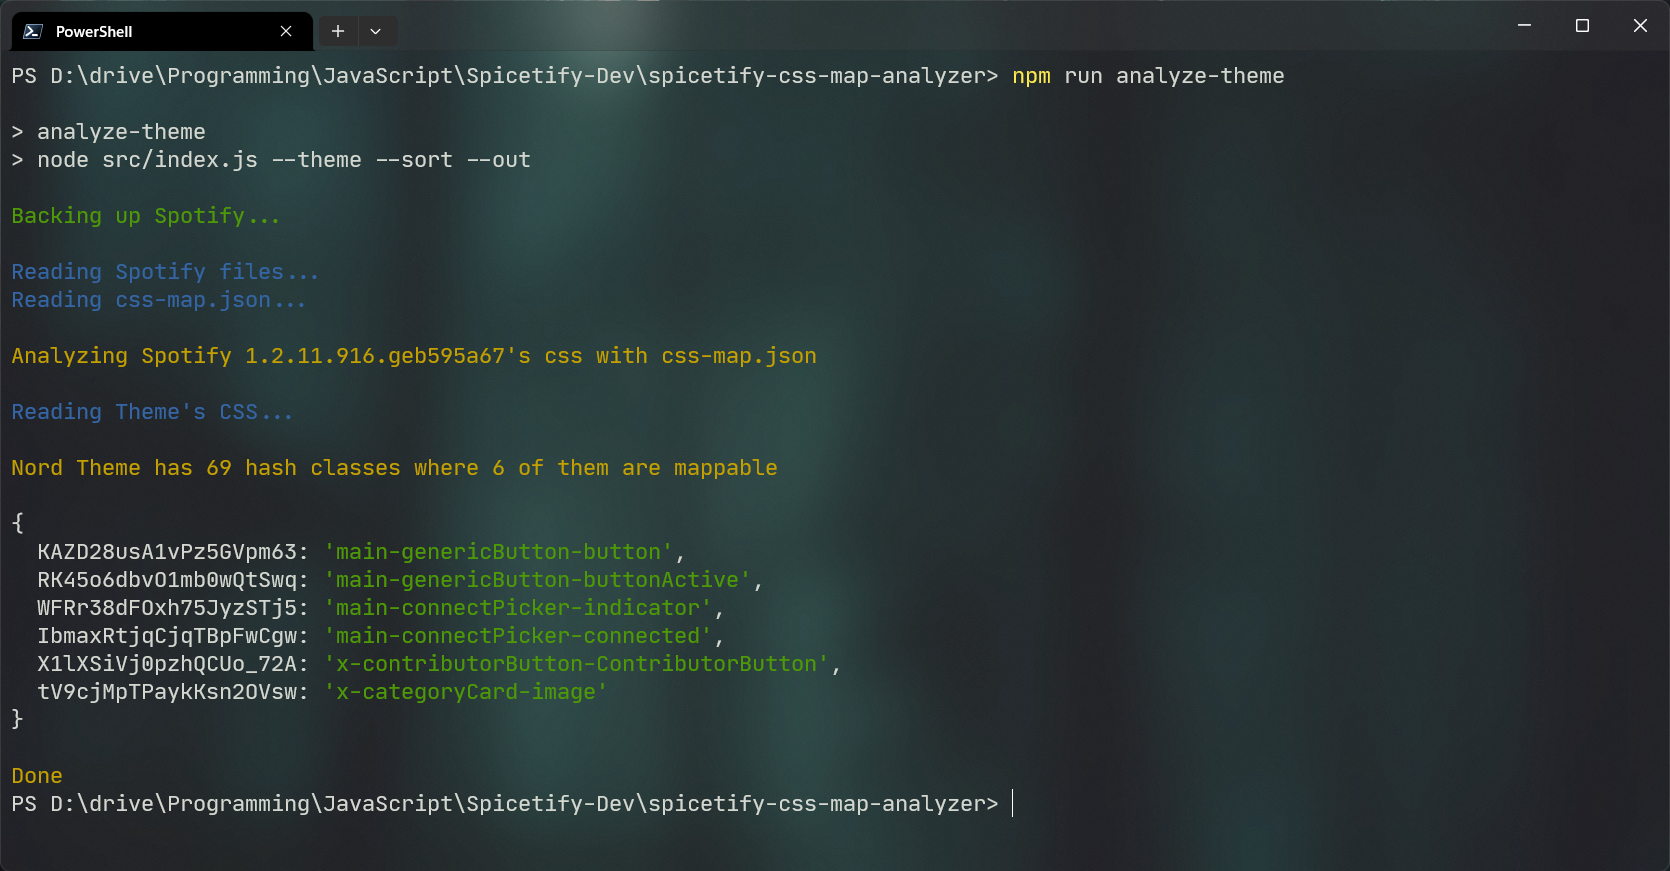 PowerShell
PS D:\drive\Programming\JavaScript\Spicetify-Dev\spicetify-css-map-analyzer> npm run analyze-theme
> analyze-theme
> node src/index.js --theme --sort --out
Backing up Spotify...
Reading Spotify files...
Reading css-map.json...
Analyzing Spotify 1.2.11.916.geb595a67's css with css-map.json
Reading Theme's CSS...
Nord Theme has 69 hash classes where 6 of them are mappable
{
  KAZD28usA1vPz5GVpm63: 'main-genericButton-button',
  RK45o6dbvO1mb0wQtSwq: 'main-genericButton-buttonActive',
  WFRr38dFOxh75JyzSTj5: 'main-connectPicker-indicator',
  IbmaxRtjqCjqTBpFwCgw: 'main-connectPicker-connected',
  X1lXSiVj0pzhQCUo_72A: 'x-contributorButton-ContributorButton',
  tV9cjMpTPaykKsn2OVsw: 'x-categoryCard-image'
}
Done
PS D:\drive\Programming\JavaScript\Spicetify-Dev\spicetify-css-map-analyzer>